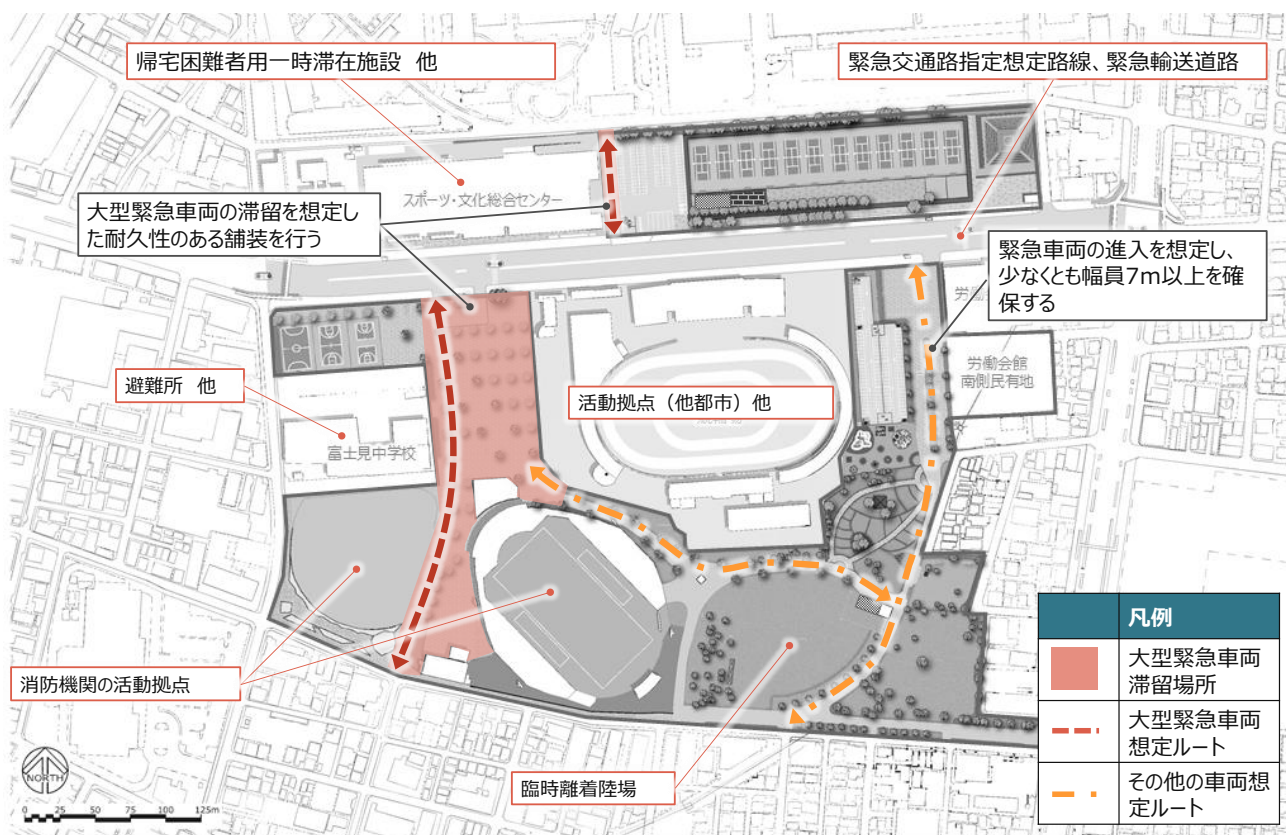 帰宅困難者用一時滞在施設 他
緊急交通路指定想定路線、緊急輸送道路
スポーツ・文化総合センター
大型緊急車両の滞留を想定し
た耐久性のある舗装を行う
緊急車両の進入を想定し、
少なくとも幅員7m以上を確
保する
労働会館
南側民有地
避難所 他
活動拠点（他都市）他
富士見中学校
消防機関の活動拠点
臨時離着陸場
凡例
大型緊急車両
滞留場所
大型緊急車両
想定ルート
その他の車両想
定ルート
NORTH
0 25 50 75 100 125m